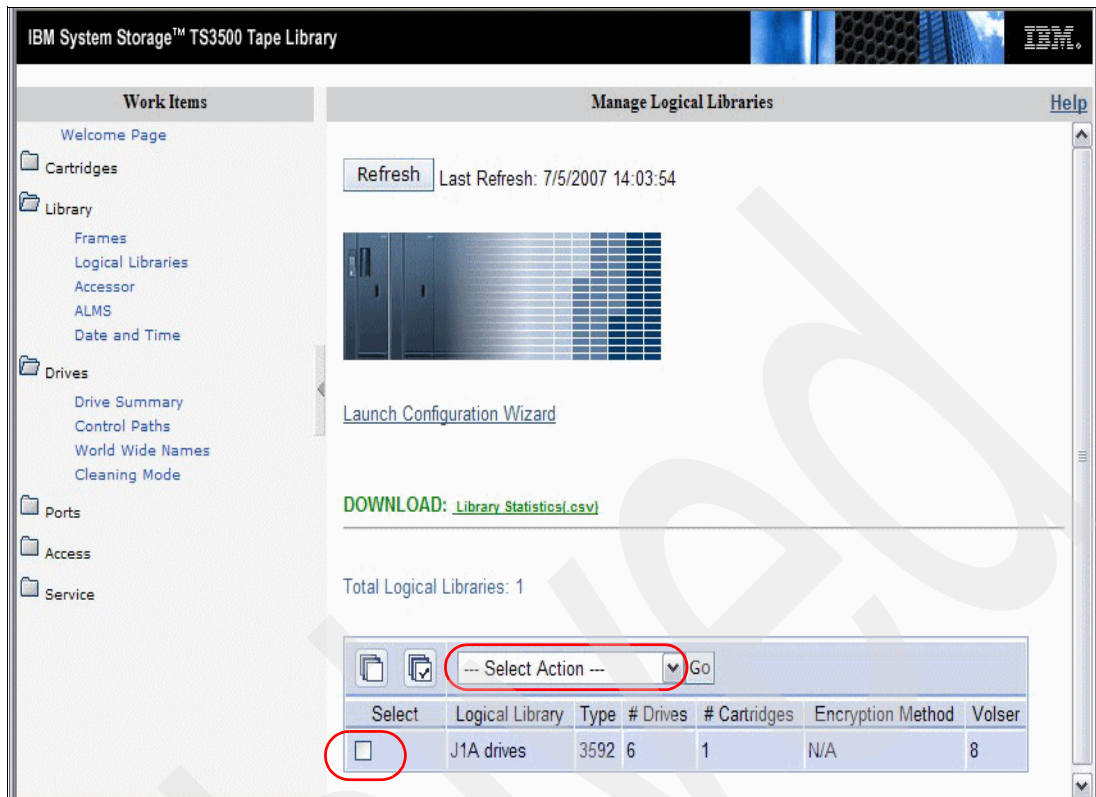 IBM System Storage™ TS3500 Tape Library
IBM.
Work Items
Manage Logical Libraries
Help
Welcome Page
Cartridges
Library
Frames
Logical Libraries
Accessor
ALMS
Date and Time
Drives
Drive Summary
Control Paths
World Wide Names
Cleaning Mode
Ports
Access
Service
Refresh Last Refresh: 7/5/2007 14:03:54
Launch Configuration Wizard
DOWNLOAD: Library Statistics(.csv)
Total Logical Libraries: 1
--- Select Action --- Go
Select Logical Library Type # Drives # Cartridges Encryption Method Volser
J1A drives 3592 6 1 N/A 8